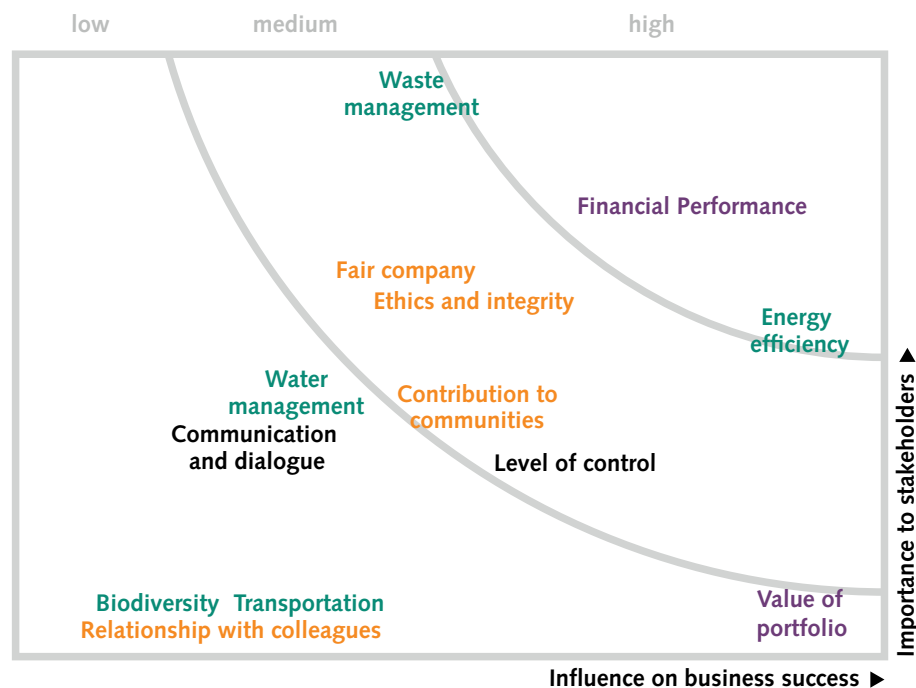 low medium high
Waste
management
Financial Performance
Fair company
Ethics and integrity
Energy
efficiency
Water
management
Contribution to
communities
Communication
and dialogue
Level of control
Biodiversity Transportation
Relationship with colleagues
Value of
portfolio
Importance to stakeholders ▶
Influence on business success ▶